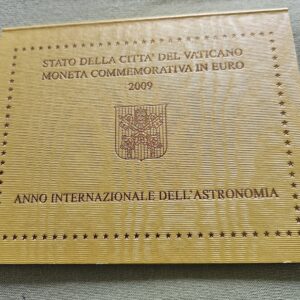 STATO DELLA CITTA' DEL VATICANO
MONETA COMMEMORATIVA IN EURO
2009
ANNO INTERNAZIONALE DELL'ASTRONOMIA